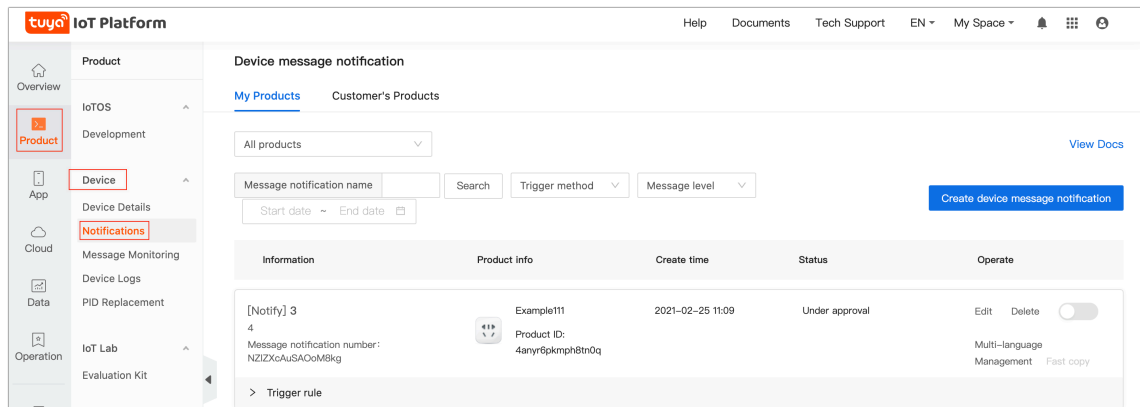 tuya IoT Platform
Help Documents Tech Support EN My Space
Overview
Product
App
Cloud
Data
Operation
Product
IoTOS
Development
Device
Device Details
Notifications
Message Monitoring
Device Logs
PID Replacement
IoT Lab
Evaluation Kit
Device message notification
My Products Customer's Products
All products
View Docs
Message notification name Search Trigger method Message level
Start date ~ End date
Create device message notification
Information Product info Create time Status Operate
[Notify] 3
4
Message notification number:
NZIZXcAuSAOoM8kg
Example111
Product ID:
4anyr6pkmph8tn0q
2021-02-25 11:09
Under approval
Edit Delete
Multi-language
Management Fast copy
Trigger rule